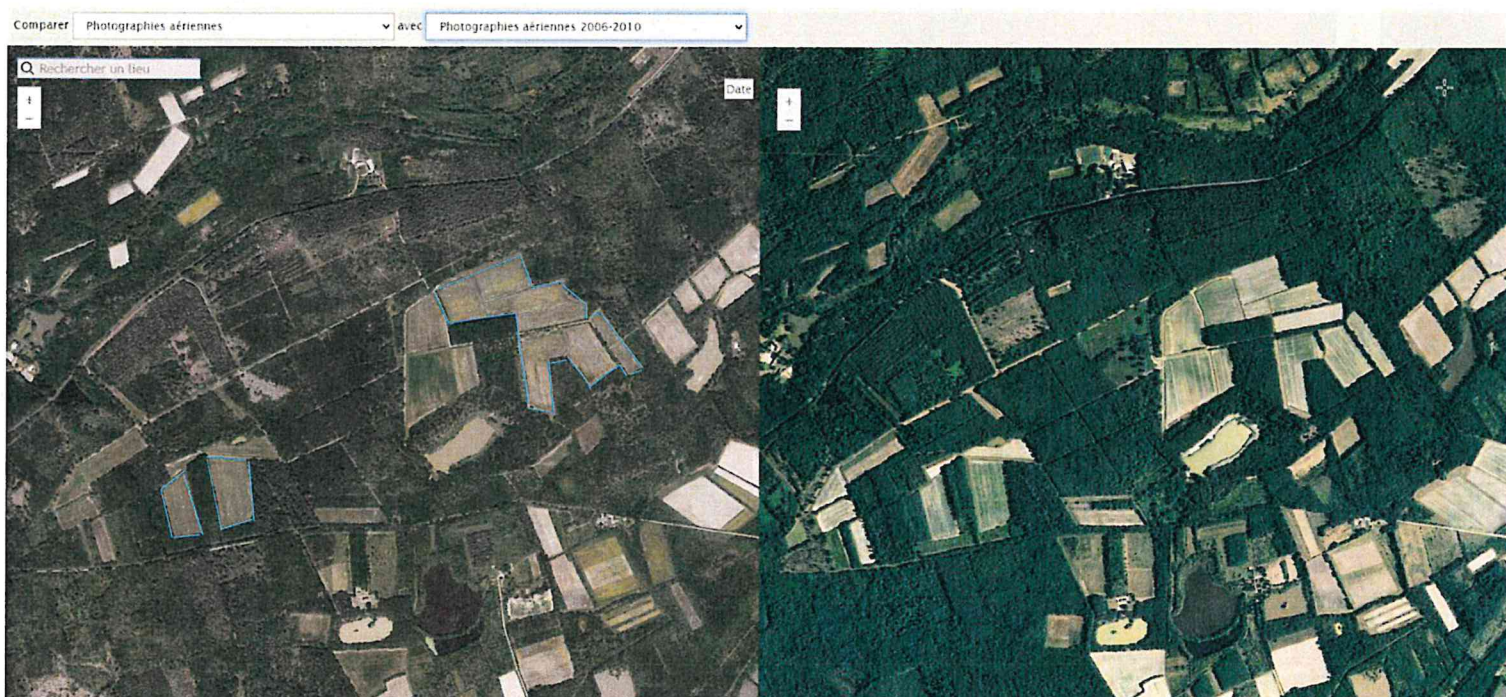 Comparer Photographies aériennes avec Photographies aériennes 2006-2010
Rechercher un lieu
+
−
Date
+
−